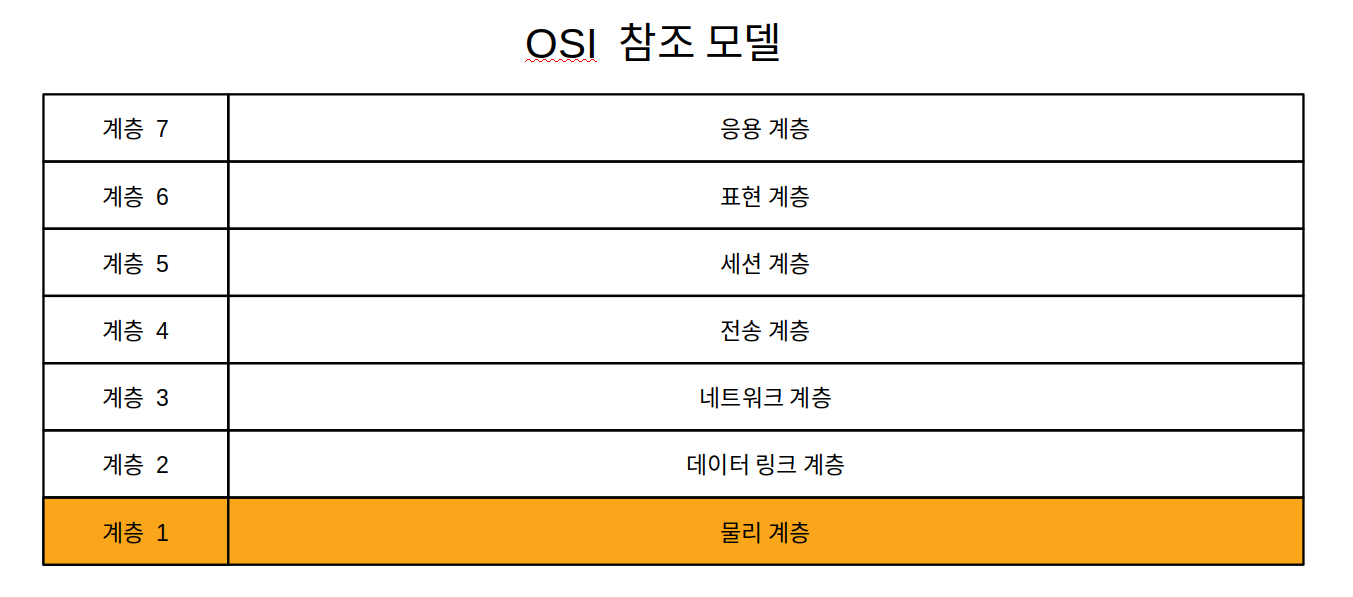 OSI 참조 모델
계층 7 응용 계층
계층 6 표현 계층
계층 5 세션 계층
계층 4 전송 계층
계층 3 네트워크 계층
계층 2 데이터 링크 계층
계층 1 물리 계층